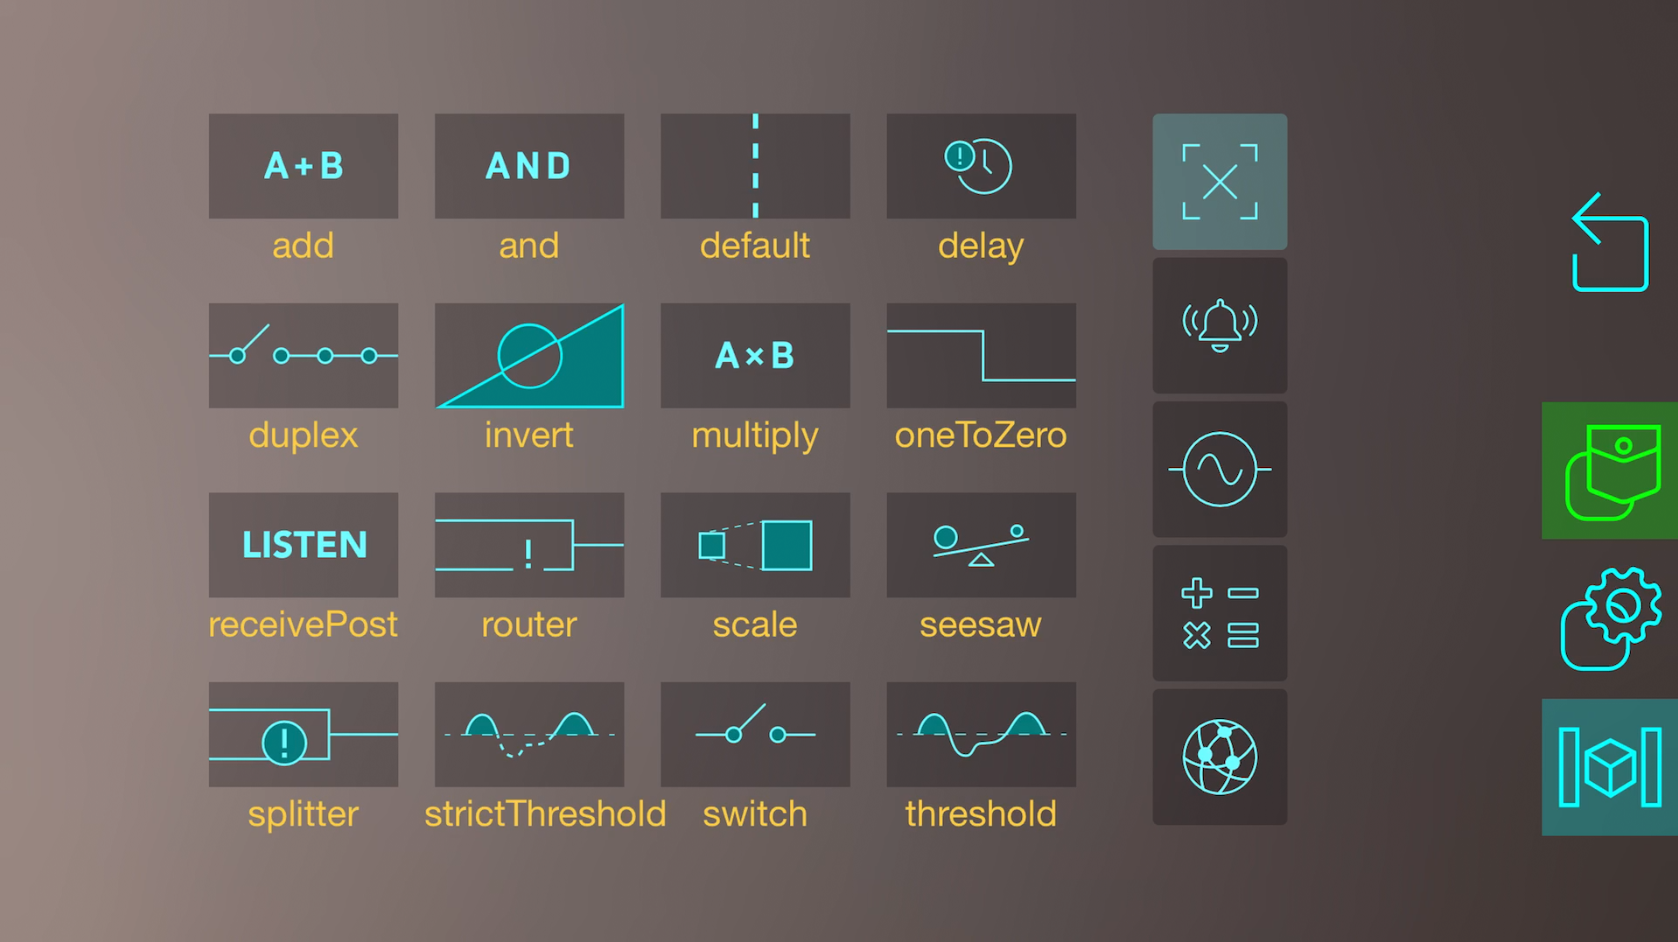 A+B
AND
add
and
default
delay
A×B
duplex
invert
multiply
oneToZero
LISTEN
!
receivePost
router
scale
seesaw
!
splitter
strictThreshold
switch
threshold